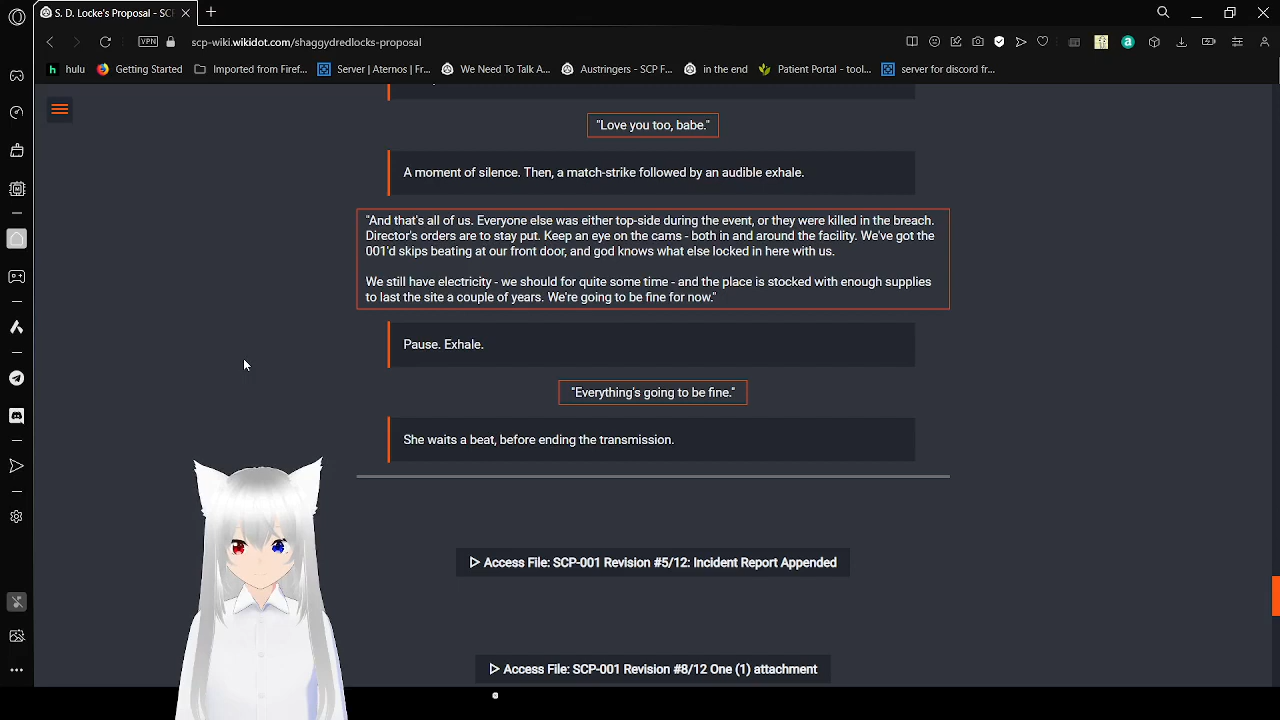 S. D. Locke's Proposal - SCF
VPN
scp-wiki.wikidot.com/shaggydredlocks-proposal
hulu
Getting Started
Imported from Firef...
Server | Aternos | Fr...
We Need To Talk A...
Austringers - SCP F...
in the end
Patient Portal - tool...
server for discord fr...
"Love you too, babe."
A moment of silence. Then, a match-strike followed by an audible exhale.
"And that's all of us. Everyone else was either top-side during the event, or they were killed in the breach.
Director's orders are to stay put. Keep an eye on the cams - both in and around the facility. We've got the
001'd skips beating at our front door, and god knows what else locked in here with us.
We still have electricity - we should for quite some time - and the place is stocked with enough supplies
to last the site a couple of years. We're going to be fine for now."
Pause. Exhale.
"Everything's going to be fine."
She waits a beat, before ending the transmission.
▷ Access File: SCP-001 Revision #5/12: Incident Report Appended
▷ Access File: SCP-001 Revision #8/12 One (1) attachment